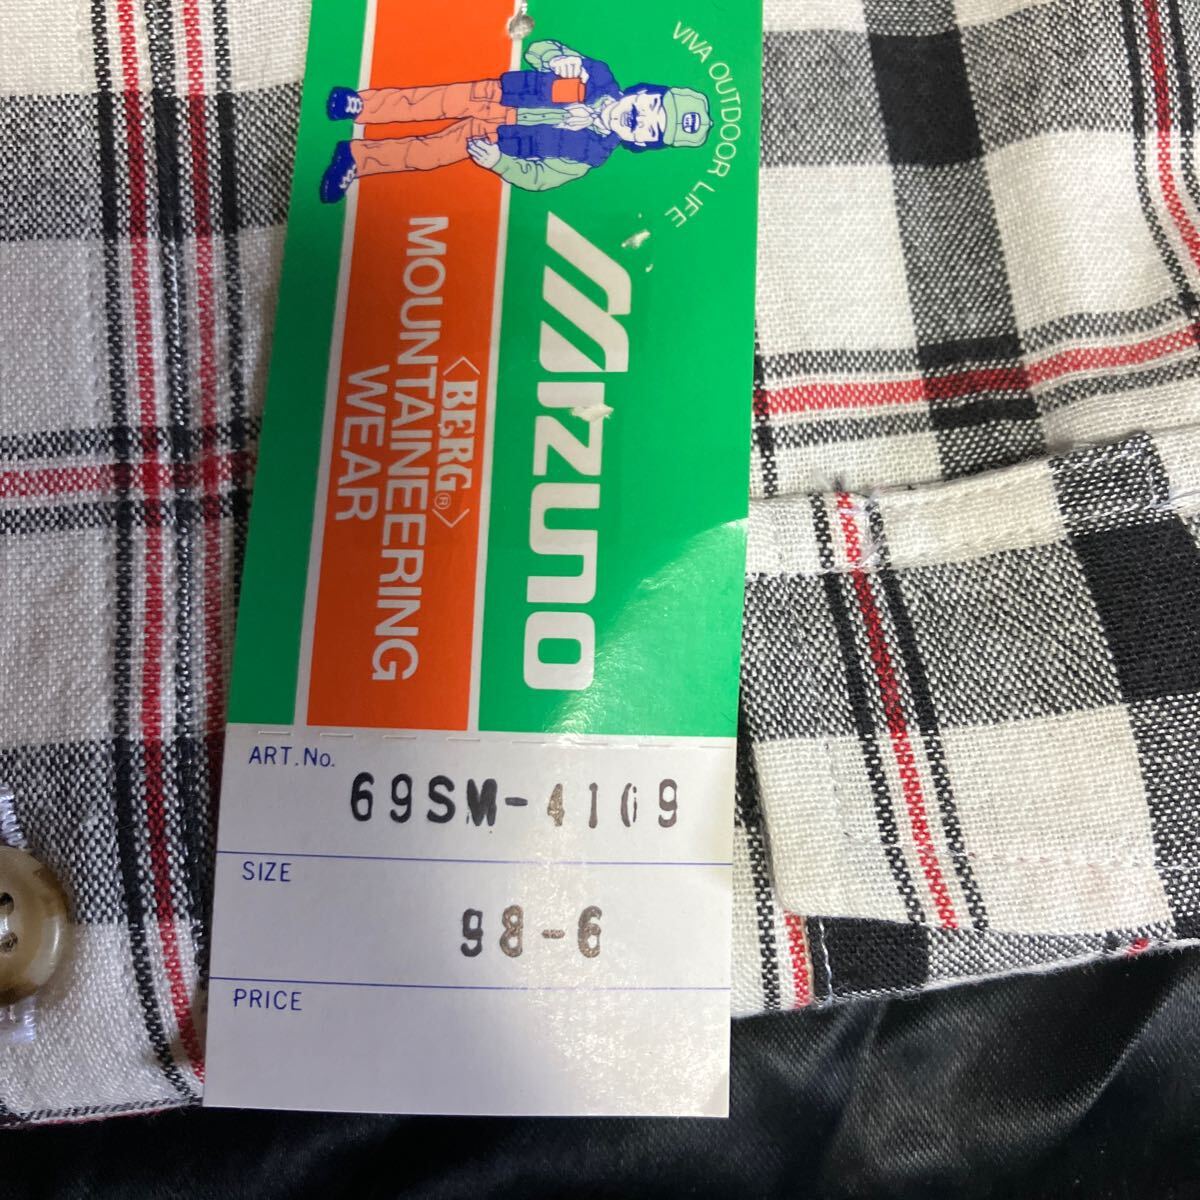 VIVA OUTDOOR LIFE
mizuno
<BERG®>
MOUNTAINEERING
WEAR
ART.No. 69SM-4109
SIZE 98-6
PRICE